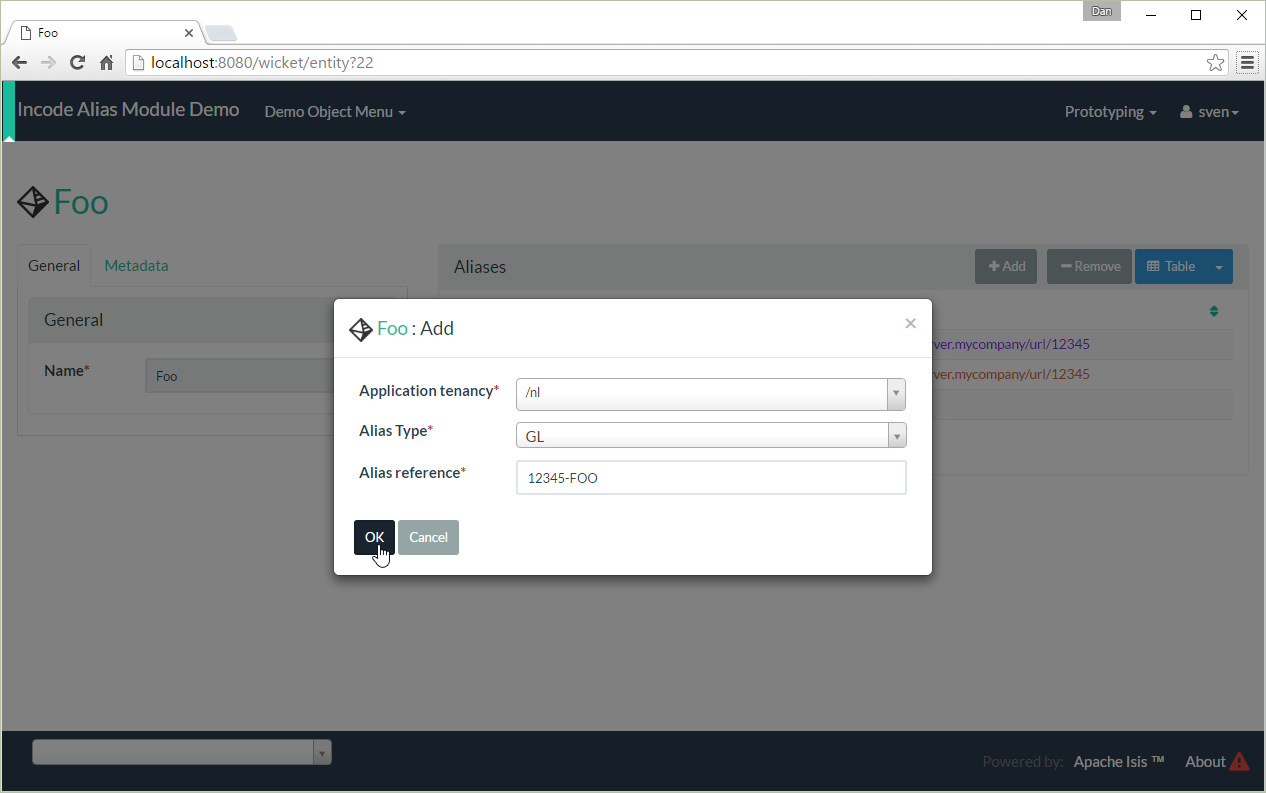 Dan
Foo
localhost:8080/wicket/entity?22
Incode Alias Module Demo Demo Object Menu Prototyping sven
Foo
General Metadata
Aliases Add Remove Table
General
Name* Foo
ver.mycompany/url/12345
ver.mycompany/url/12345
Foo : Add ×
Application tenancy* /nl
Alias Type* GL
Alias reference* 12345-FOO
OK Cancel
Powered by: Apache Isis ™ About